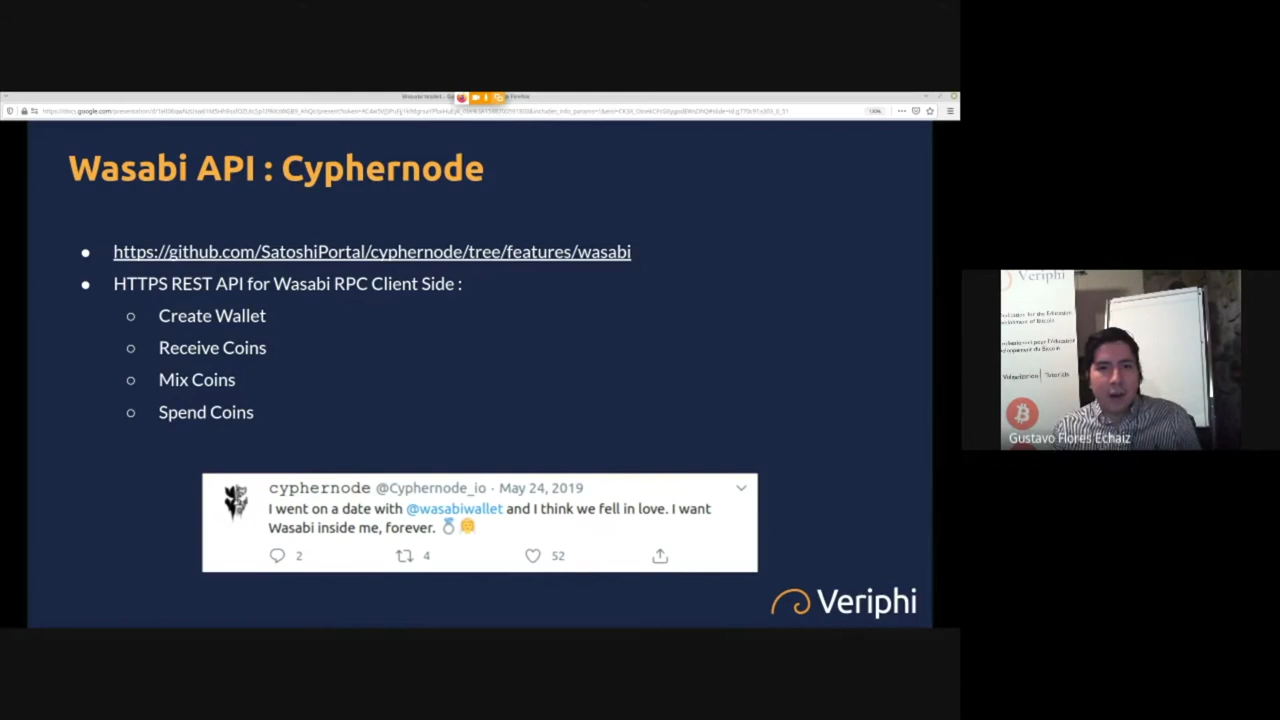 Wasabi API : Cyphernode
https://github.com/SatoshiPortal/cyphernode/tree/features/wasabi
HTTPS REST API for Wasabi RPC Client Side :
Create Wallet
Receive Coins
Mix Coins
Spend Coins
cyphernode @Cyphernode_io · May 24, 2019
I went on a date with @wasabiwallet and I think we fell in love. I want
Wasabi inside me, forever.
2 4 52
Veriphi
Veriphi
Tutorials
Gustavo Flores Echaiz